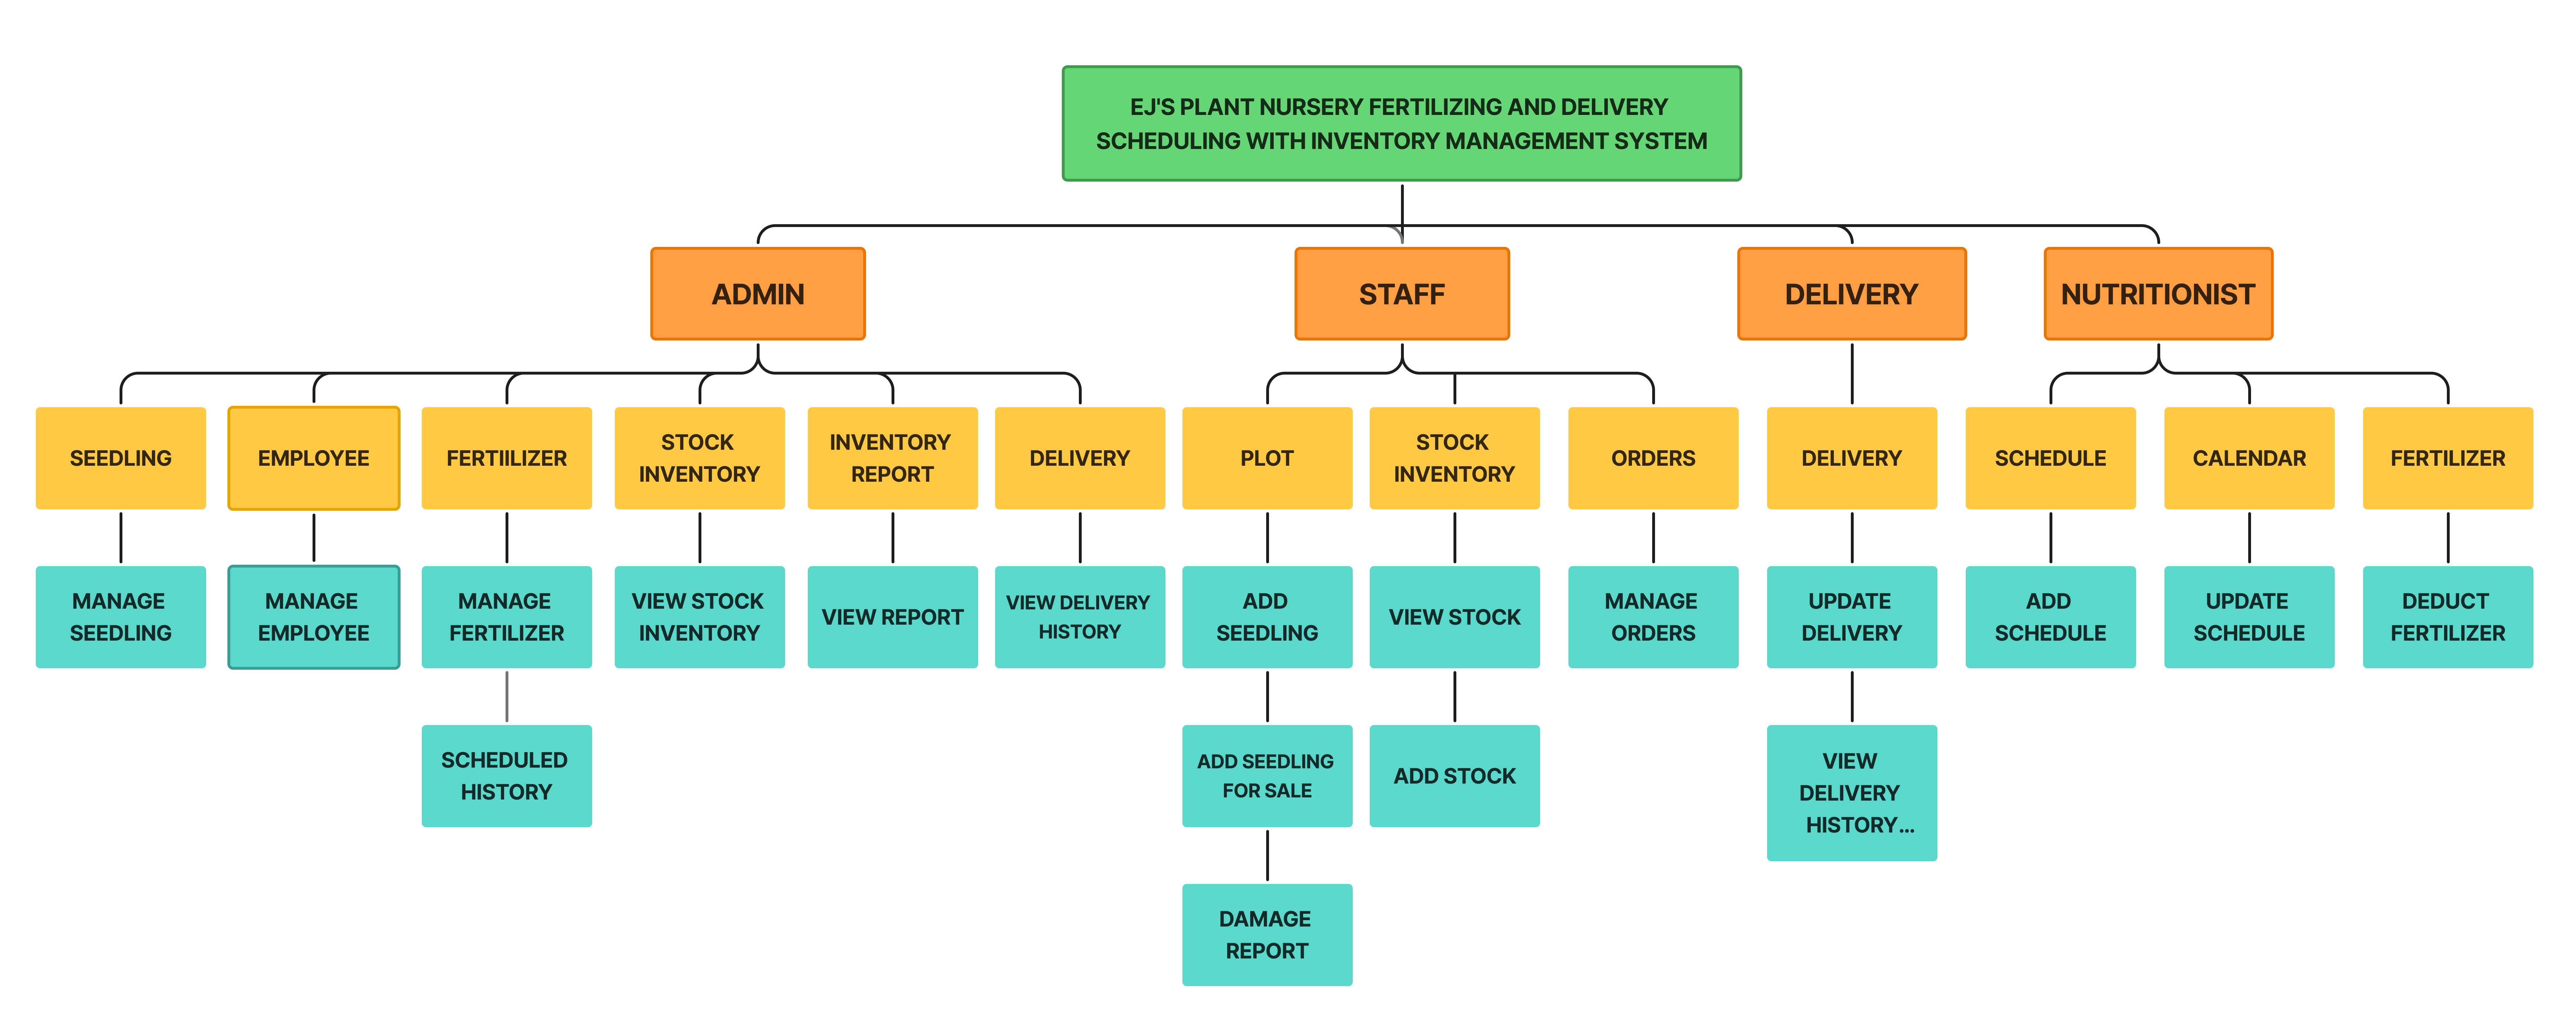 EJ'S PLANT NURSERY FERTILIZING AND DELIVERY
SCHEDULING WITH INVENTORY MANAGEMENT SYSTEM
ADMIN
STAFF
DELIVERY
NUTRITIONIST
SEEDLING
EMPLOYEE
FERTIILIZER
STOCK
INVENTORY
INVENTORY
REPORT
DELIVERY
PLOT
STOCK
INVENTORY
ORDERS
DELIVERY
SCHEDULE
CALENDAR
FERTILIZER
MANAGE
SEEDLING
MANAGE
EMPLOYEE
MANAGE
FERTILIZER
VIEW STOCK
INVENTORY
VIEW REPORT
VIEW DELIVERY
HISTORY
ADD
SEEDLING
VIEW STOCK
MANAGE
ORDERS
UPDATE
DELIVERY
ADD
SCHEDULE
UPDATE
SCHEDULE
DEDUCT
FERTILIZER
SCHEDULED
HISTORY
ADD SEEDLING
FOR SALE
ADD STOCK
VIEW
DELIVERY
HISTORY...
DAMAGE
REPORT